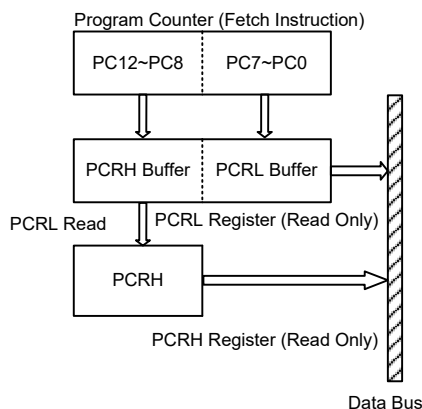 Program Counter (Fetch Instruction)
PC12~PC8
PC7~PC0
PCRH Buffer
PCRL Buffer
PCRL Read
PCRL Register (Read Only)
PCRH
PCRH Register (Read Only)
Data Bus